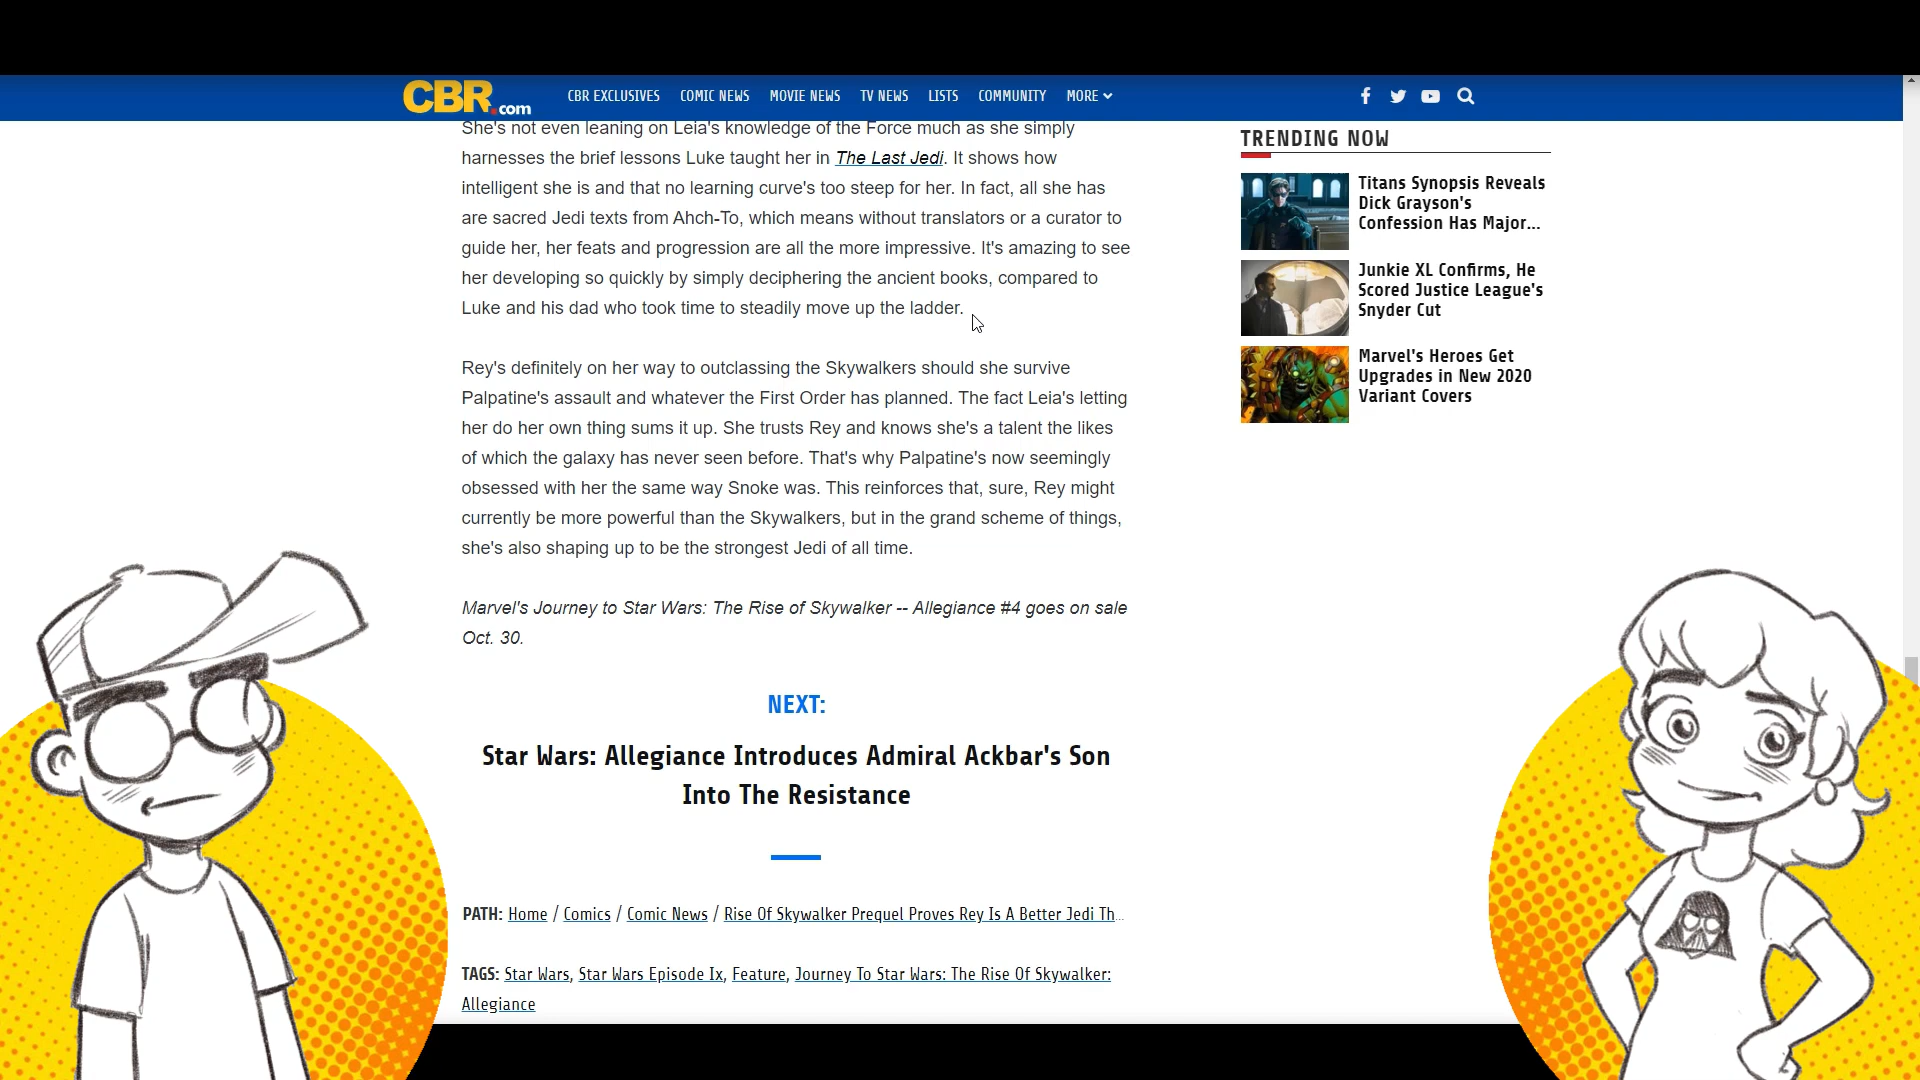 CBR.com
CBR EXCLUSIVES COMIC NEWS MOVIE NEWS TV NEWS LISTS COMMUNITY MORE
She's not even leaning on Leia's knowledge of the Force much as she simply
harnesses the brief lessons Luke taught her in The Last Jedi. It shows how
intelligent she is and that no learning curve's too steep for her. In fact, all she has
are sacred Jedi texts from Ahch-To, which means without translators or a curator to
guide her, her feats and progression are all the more impressive. It's amazing to see
her developing so quickly by simply deciphering the ancient books, compared to
Luke and his dad who took time to steadily move up the ladder.
Rey's definitely on her way to outclassing the Skywalkers should she survive
Palpatine's assault and whatever the First Order has planned. The fact Leia's letting
her do her own thing sums it up. She trusts Rey and knows she's a talent the likes
of which the galaxy has never seen before. That's why Palpatine's now seemingly
obsessed with her the same way Snoke was. This reinforces that, sure, Rey might
currently be more powerful than the Skywalkers, but in the grand scheme of things,
she's also shaping up to be the strongest Jedi of all time.
Marvel's Journey to Star Wars: The Rise of Skywalker -- Allegiance #4 goes on sale
Oct. 30.
NEXT:
Star Wars: Allegiance Introduces Admiral Ackbar's Son
Into The Resistance
PATH: Home / Comics / Comic News / Rise Of Skywalker Prequel Proves Rey Is A Better Jedi Th...
TAGS: Star Wars, Star Wars Episode Ix, Feature, Journey To Star Wars: The Rise Of Skywalker:
Allegiance
TRENDING NOW
Titans Synopsis Reveals
Dick Grayson's
Confession Has Major...
Junkie XL Confirms, He
Scored Justice League's
Snyder Cut
Marvel's Heroes Get
Upgrades in New 2020
Variant Covers